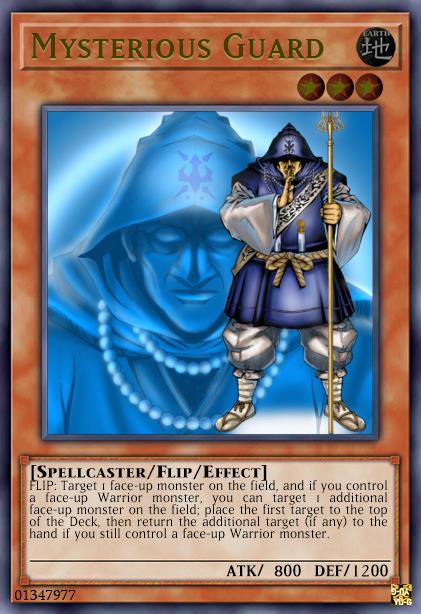 Mysterious Guard
EARTH
地
[Spellcaster/Flip/Effect]
FLIP: Target 1 face-up monster on the field, and if you control
a face-up Warrior monster, you can target 1 additional
face-up monster on the field; place the first target to the top
of the Deck, then return the additional target (if any) to the
hand if you still control a face-up Warrior monster.
ATK/ 800 DEF/1200
01347977